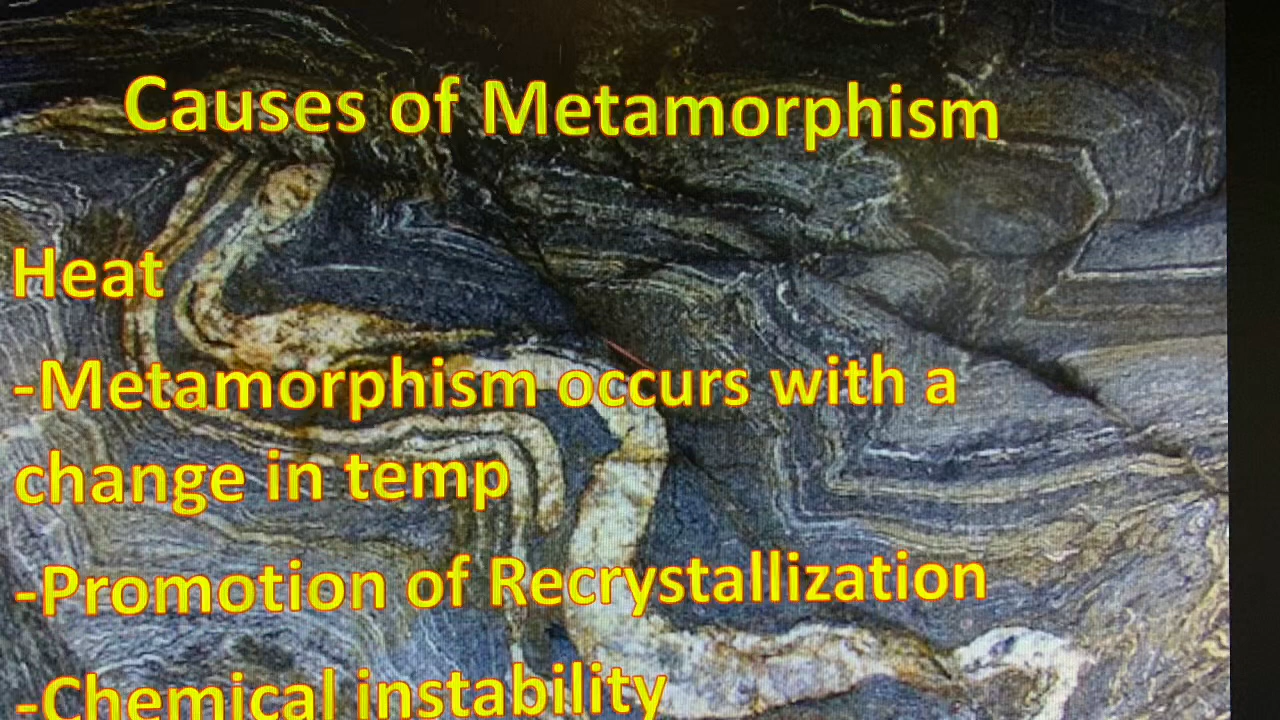 Causes of Metamorphism
Heat
-Metamorphism occurs with a
change in temp
-Promotion of Recrystallization
-Chemical instability